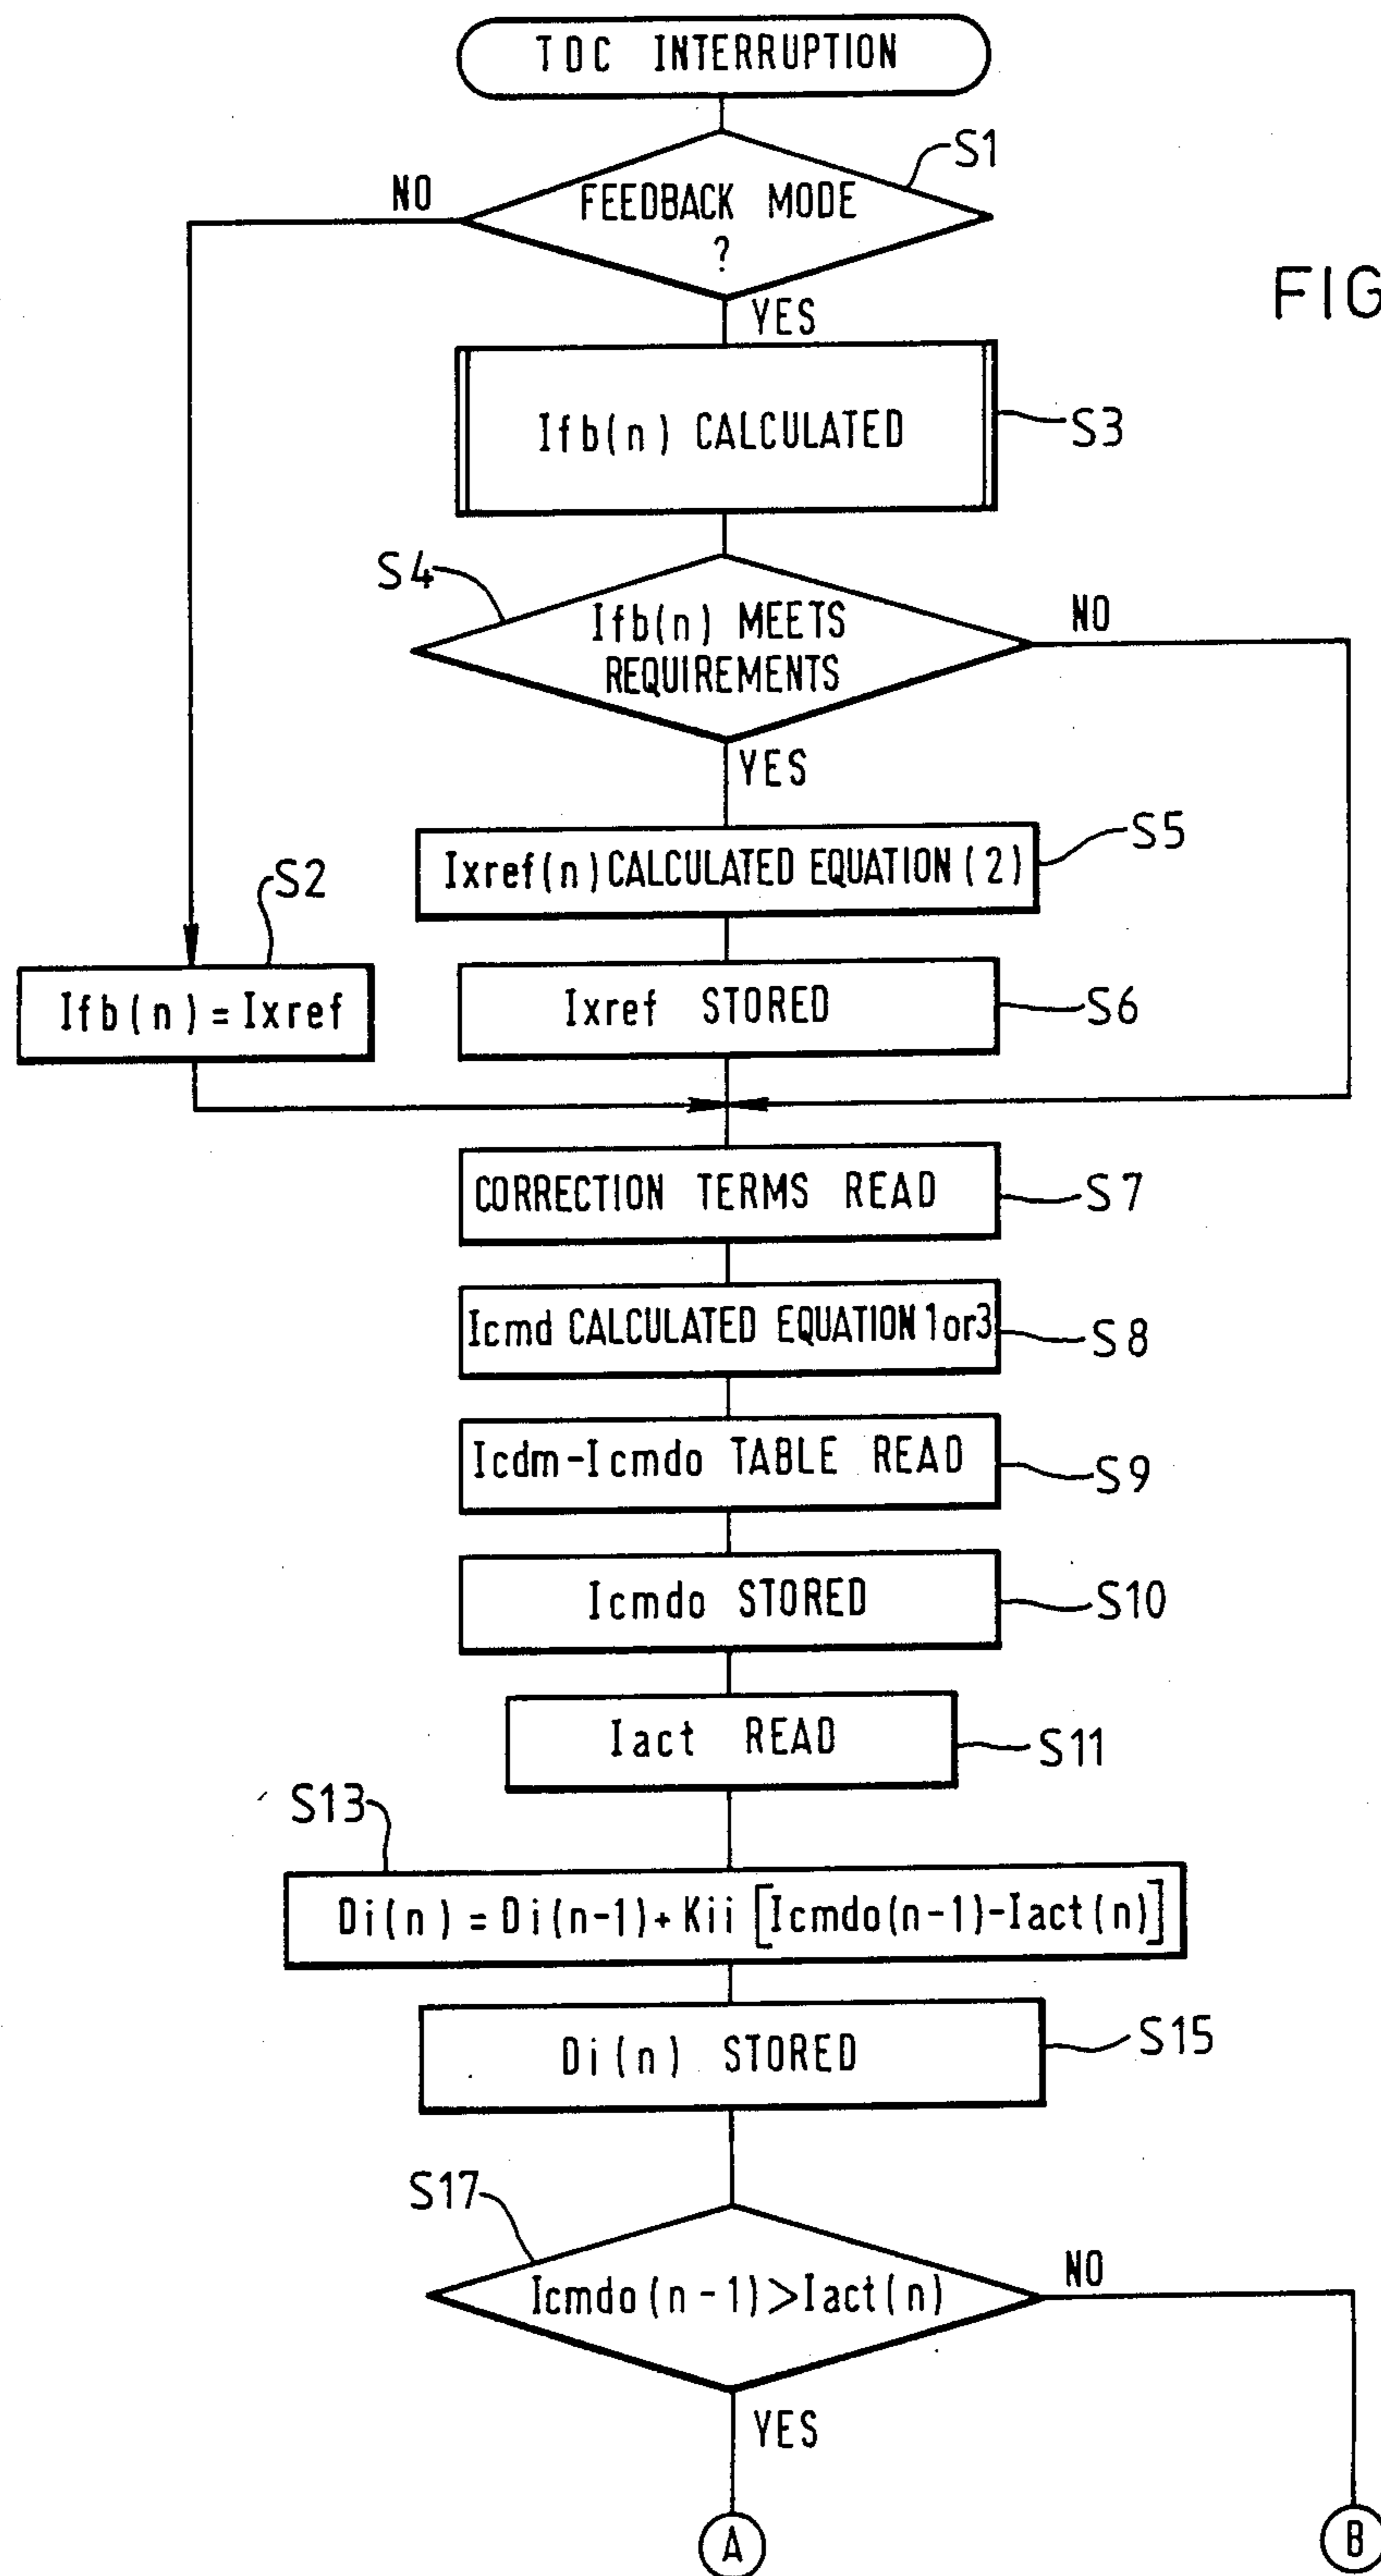 TDC INTERRUPTION
S1
NO
FEEDBACK MODE
?
FIG
YES
Ifb(n) CALCULATED
S3
S4
Ifb(n) MEETS
REQUIREMENTS
NO
YES
Ixref(n) CALCULATED EQUATION (2)
S5
S2
Ifb(n) = Ixref
Ixref STORED
S6
CORRECTION TERMS READ
S7
Icmd CALCULATED EQUATION 1 or 3
S8
Icdm-Icmdo TABLE READ
S9
Icmdo STORED
S10
Iact READ
S11
S13
Di(n) = Di(n-1) + Kii [Icmdo(n-1) - Iact(n)]
Di(n) STORED
S15
S17
Icmdo(n-1) > Iact(n)
NO
YES
A
B